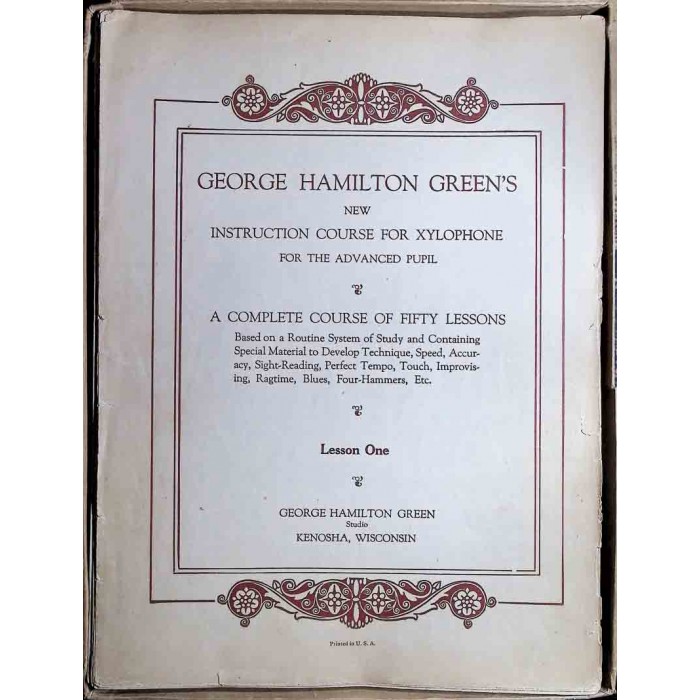 GEORGE HAMILTON GREEN'S
NEW
INSTRUCTION COURSE FOR XYLOPHONE
FOR THE ADVANCED PUPIL
A COMPLETE COURSE OF FIFTY LESSONS
Based on a Routine System of Study and Containing
Special Material to Develop Technique, Speed, Accur-
acy, Sight-Reading, Perfect Tempo, Touch, Improvis-
ing, Ragtime, Blues, Four-Hammers, Etc.
Lesson One
GEORGE HAMILTON GREEN
Studio
KENOSHA, WISCONSIN
Printed in U. S. A.